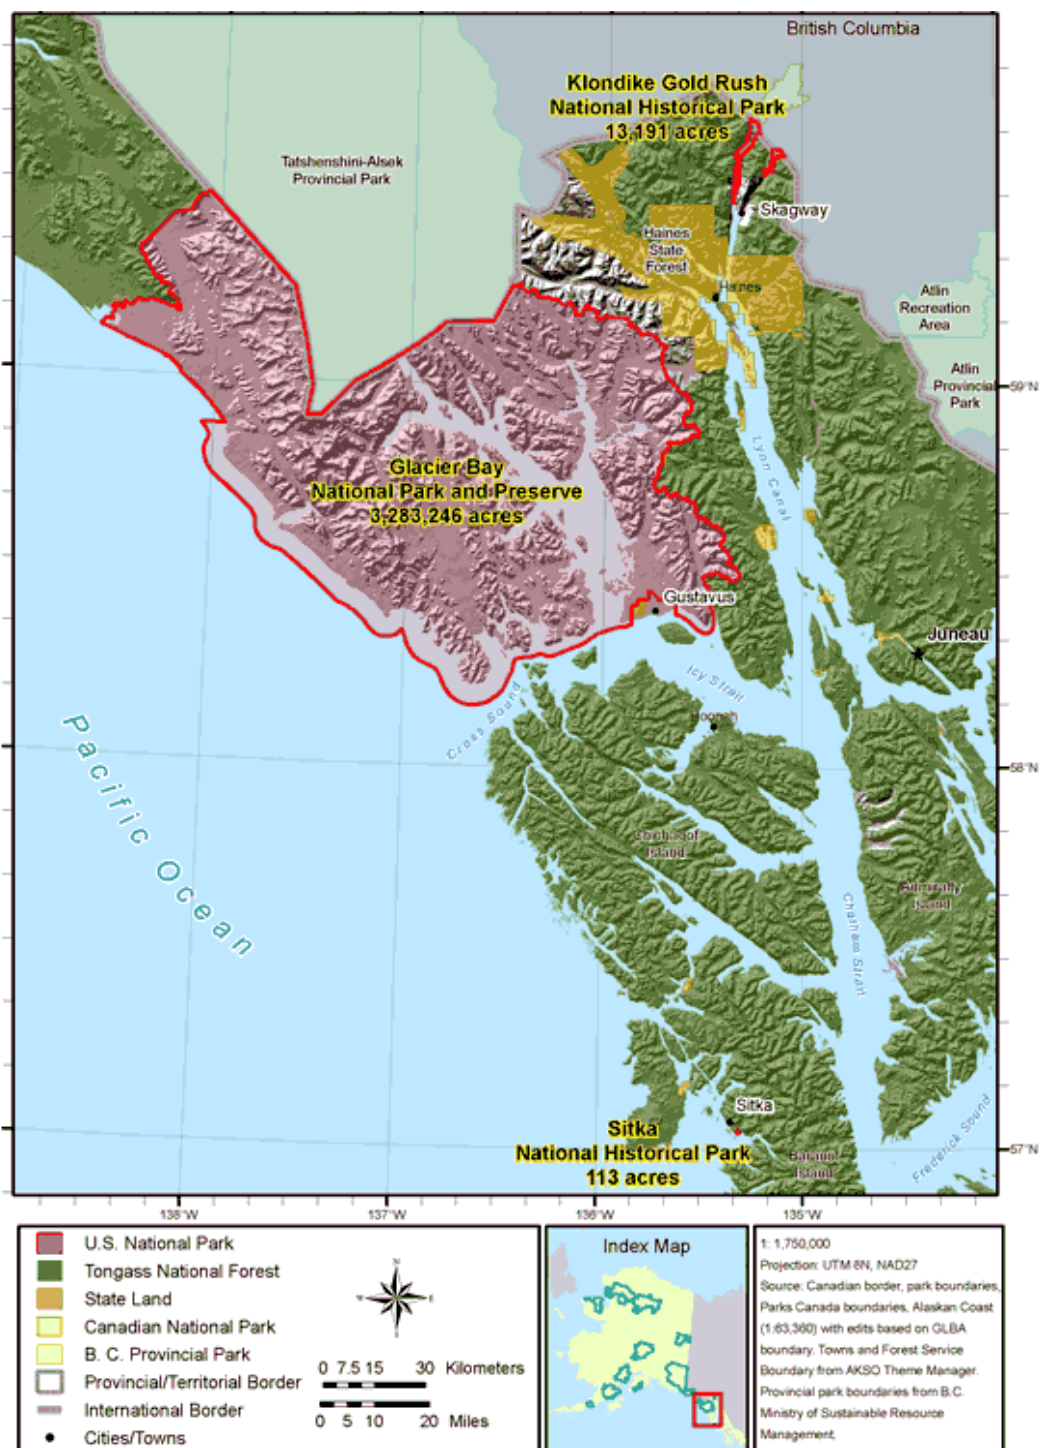 British Columbia
Klondike Gold Rush
National Historical Park
13,191 acres
Tatshenshini-Alsek
Provincial Park
Skagway
Haines
State
Forest
Haines
Atlin
Recreation
Area
Atlin
Provincial
Park
59°N
Lynn Canal
Glacier Bay
National Park and Preserve
3,283,246 acres
Gustavus
Juneau
Icy Strait
Hoonah
Cross Sound
Pacific Ocean
58°N
Chichagof
Island
Admiralty
Island
Chatham Strait
Sitka
Sitka
National Historical Park
113 acres
Baranof
Island
Frederick Sound
57°N
138°W
137°W
136°W
135°W
U.S. National Park
Tongass National Forest
State Land
Canadian National Park
B. C. Provincial Park
Provincial/Territorial Border
International Border
Cities/Towns
N
W
E
S
0 7.5 15 30 Kilometers
0 5 10 20 Miles
Index Map
1: 1,750,000
Projection: UTM 8N, NAD27
Source: Canadian border, park boundaries,
Parks Canada boundaries, Alaskan Coast
(1:63,360) with edits based on GLBA
boundary. Towns and Forest Service
Boundary from AKSO Theme Manager.
Provincial park boundaries from B.C.
Ministry of Sustainable Resource
Management,